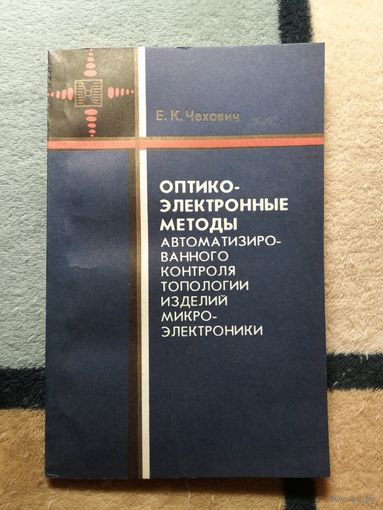 Е. К. Чехович
ОПТИКО-
ЭЛЕКТРОННЫЕ
МЕТОДЫ
АВТОМАТИЗИРО-
ВАННОГО
КОНТРОЛЯ
ТОПОЛОГИИ
ИЗДЕЛИЙ
МИКРО-
ЭЛЕКТРОНИКИ